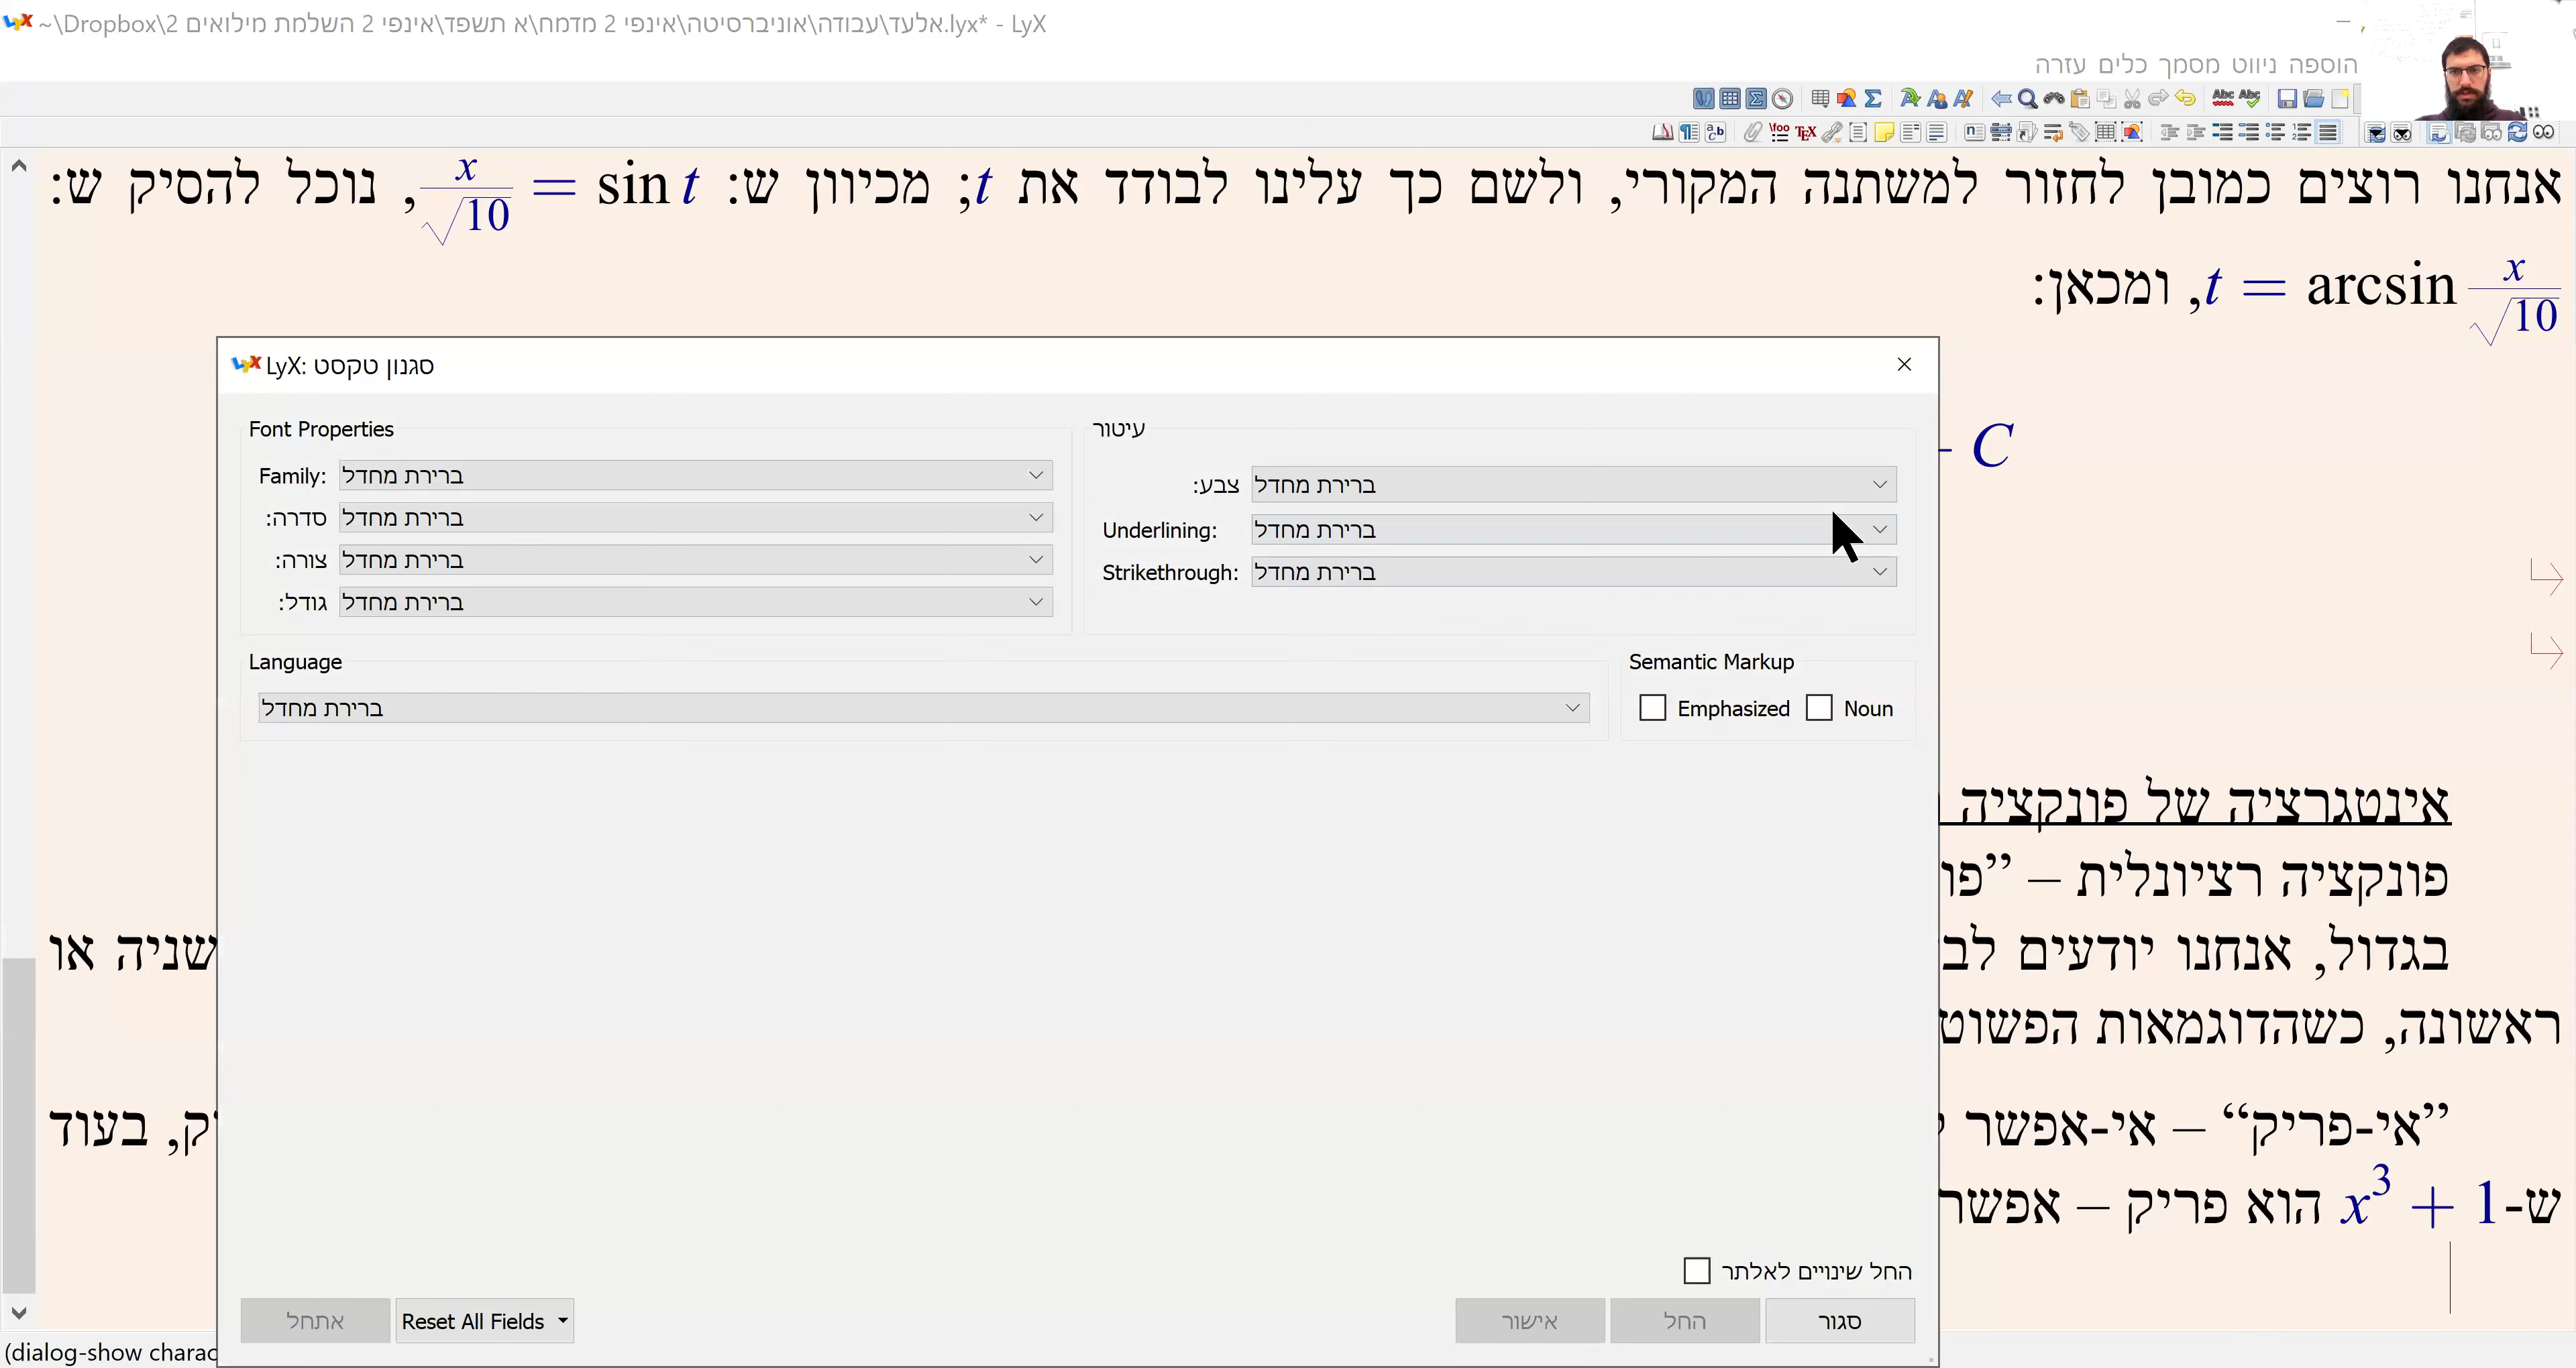 ~\Dropbox\אלעד\עבודה\אוניברסיטה\אינפי 2 מדמח\א תשפד\אינפי 2 השלמת מילואים 2.lyx* - LyX
הוספה ניווט מסמך כלים עזרה
אנחנו רוצים כמובן לחזור למשתנה המקורי, ולשם כך עלינו לבודד את t; מכיוון ש: x/√10 = sin t, נוכל להסיק ש:
t = arcsin x/√10, ומכאן:
LyX: סגנון טקסט
Font Properties
Family: ברירת מחדל
סדרה: ברירת מחדל
צורה: ברירת מחדל
גודל: ברירת מחדל
עיטור
צבע: ברירת מחדל
Underlining: ברירת מחדל
Strikethrough: ברירת מחדל
- C
Language
ברירת מחדל
Semantic Markup
Emphasized Noun
אינטגרציה של פונקציה
פונקציה רציונלית – ”פו
בגדול, אנחנו יודעים לב שניה או
ראשונה, כשהדוגמאות הפשוט
”אי-פריק“ – אי-אפשר יק, בעוד
ש-x³ + 1 הוא פריק – אפשר
החל שינויים לאלתר
אתחל Reset All Fields אישור החל סגור
(dialog-show charac